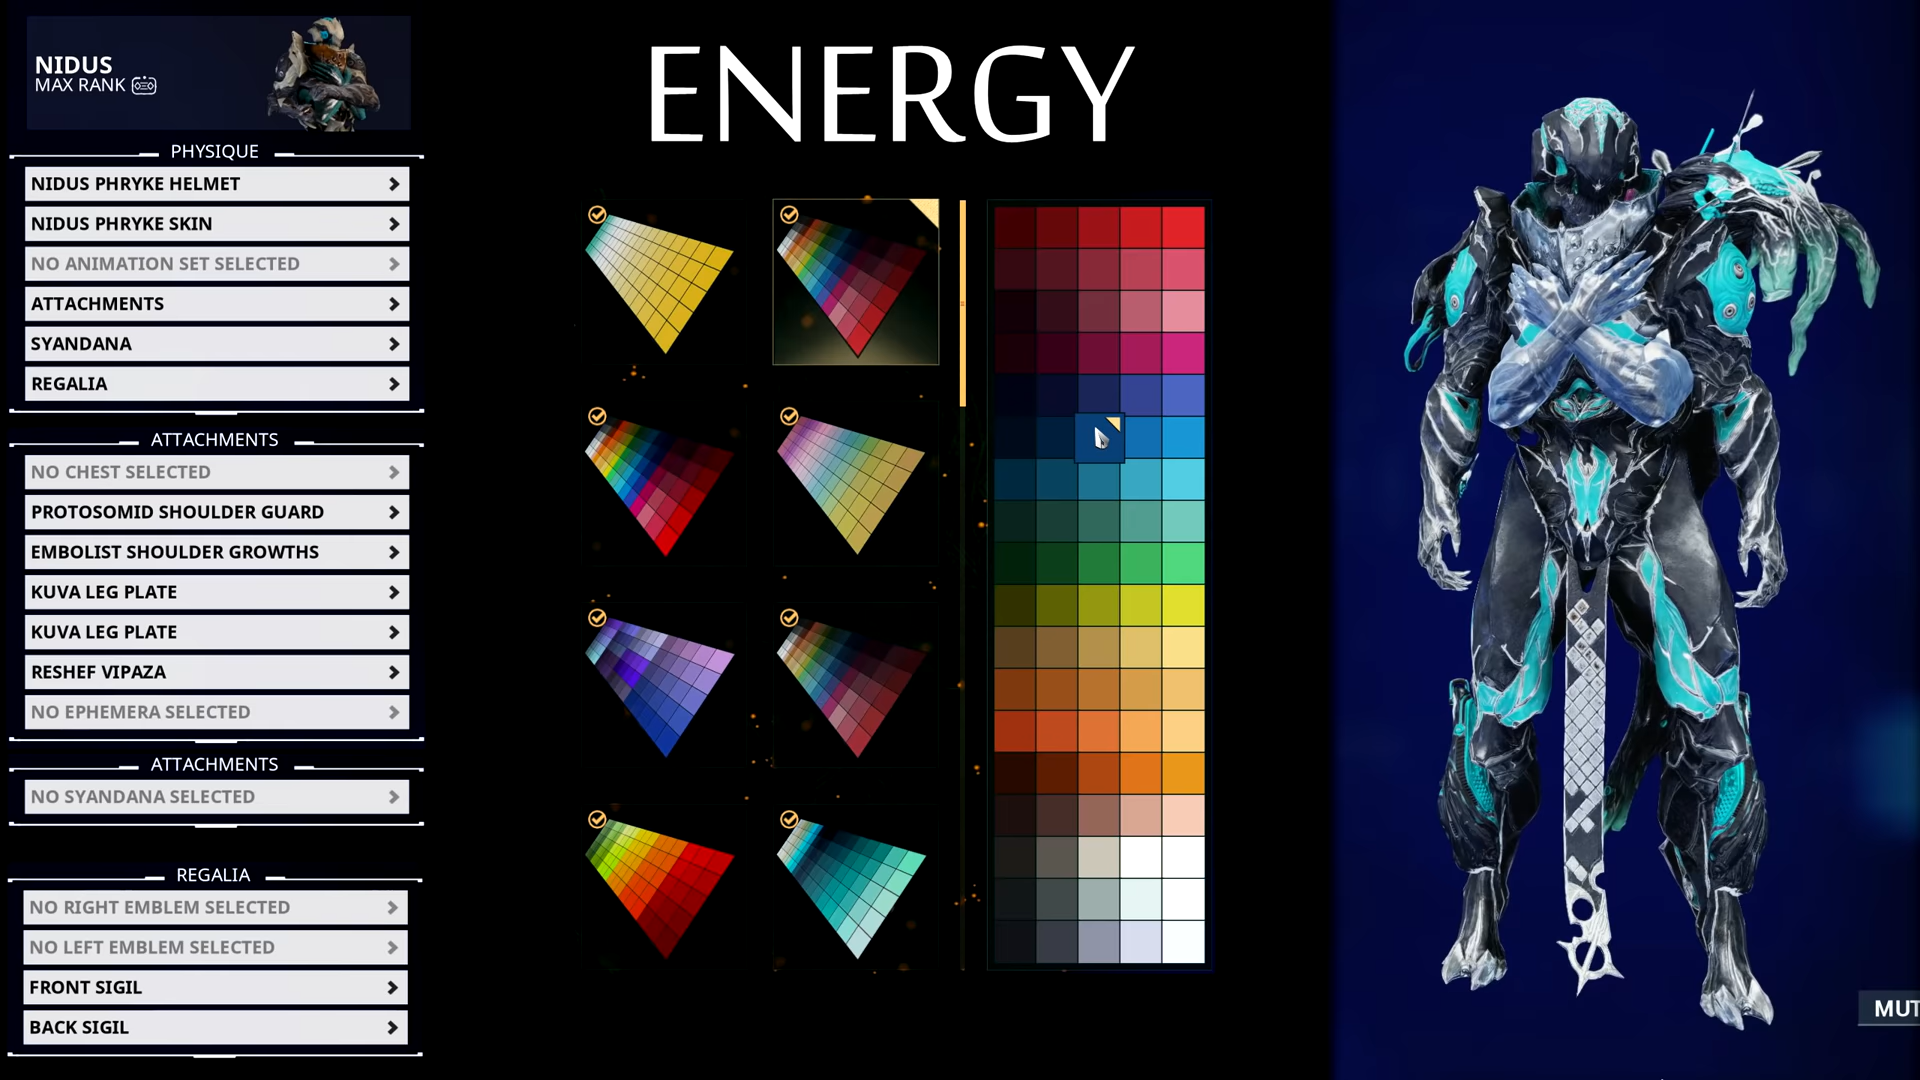 NIDUS
MAX RANK
PHYSIQUE
NIDUS PHRYKE HELMET
NIDUS PHRYKE SKIN
NO ANIMATION SET SELECTED
ATTACHMENTS
SYANDANA
REGALIA
ATTACHMENTS
NO CHEST SELECTED
PROTOSOMID SHOULDER GUARD
EMBOLIST SHOULDER GROWTHS
KUVA LEG PLATE
KUVA LEG PLATE
RESHEF VIPAZA
NO EPHEMERA SELECTED
ATTACHMENTS
NO SYANDANA SELECTED
REGALIA
NO RIGHT EMBLEM SELECTED
NO LEFT EMBLEM SELECTED
FRONT SIGIL
BACK SIGIL
ENERGY
MUT